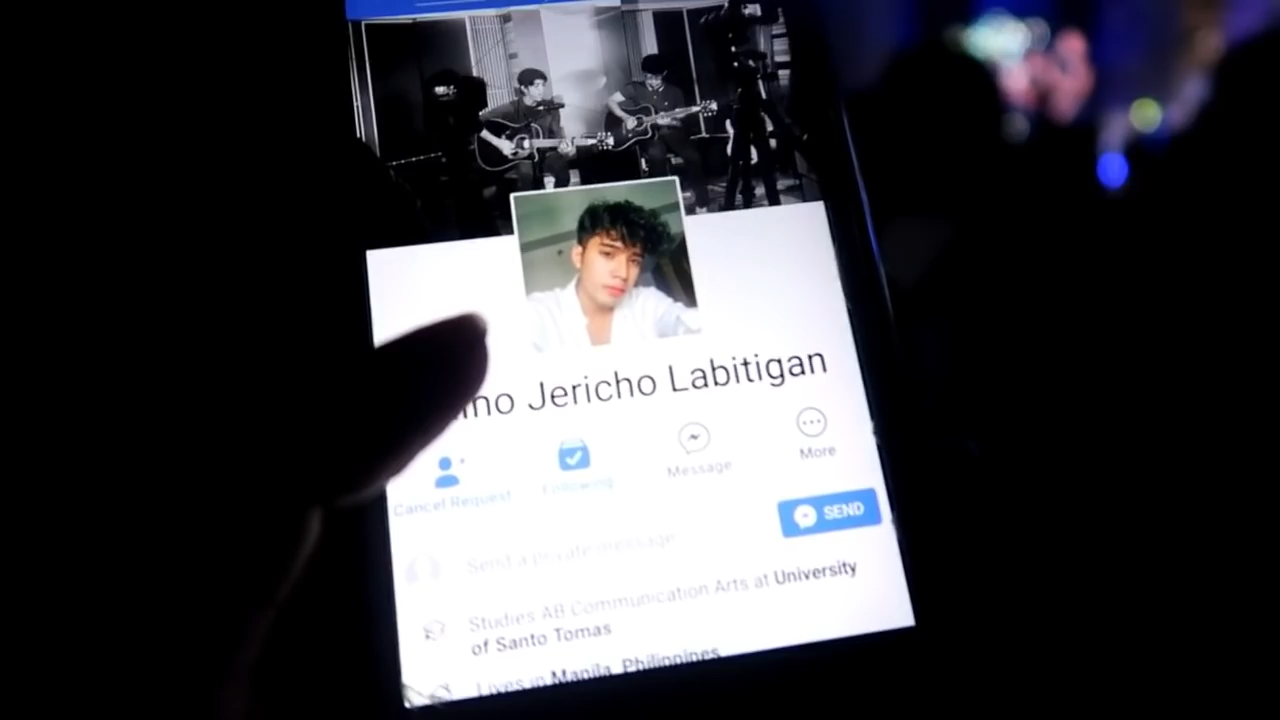 Jericho Labitigan
Cancel Request
Following
Message
More
Send a private message
SEND
Studies AB Communication Arts at University
of Santo Tomas
Lives in Manila, Philippines